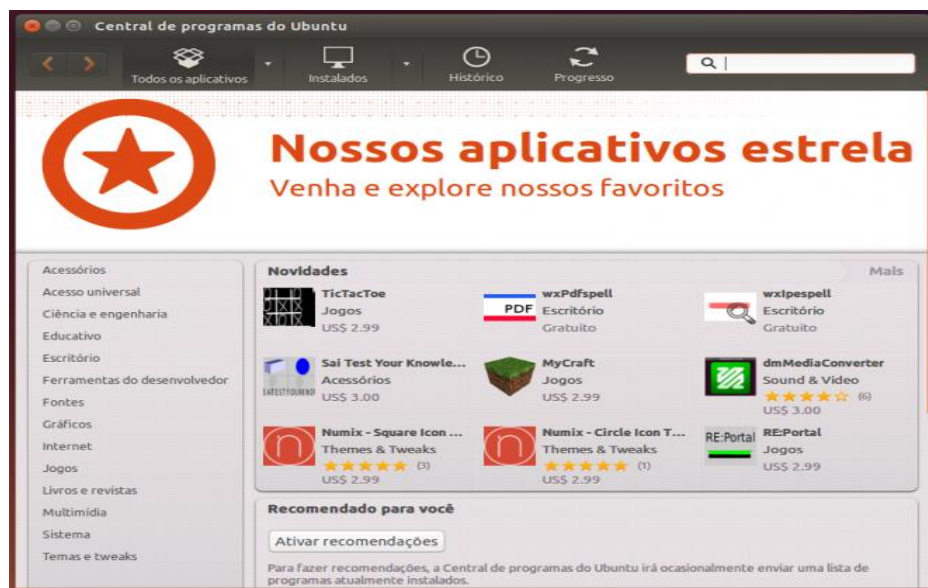 Central de programas do Ubuntu
Todos os aplicativos
Instalados
Histórico
Progresso
Nossos aplicativos estrela
Venha e explore nossos favoritos
Acessórios
Acesso universal
Ciência e engenharia
Educativo
Escritório
Ferramentas do desenvolvedor
Fontes
Gráficos
Internet
Jogos
Livros e revistas
Multimídia
Sistema
Temas e tweaks
Novidades
Mais
TicTacToe
Jogos
US$ 2.99
PDF
wxPdfspell
Escritório
Gratuito
wxIpespell
Escritório
Gratuito
Sai Test Your Knowle...
Acessórios
US$ 3.00
MyCraft
Jogos
US$ 2.99
dmMediaConverter
Sound & Video
(6)
US$ 3.00
Numix - Square Icon ...
Themes & Tweaks
(3)
US$ 2.99
Numix - Circle Icon T...
Themes & Tweaks
(1)
US$ 2.99
RE:Portal
RE:Portal
Jogos
US$ 2.99
Recomendado para você
Ativar recomendações
Para fazer recomendações, a Central de programas do Ubuntu irá ocasionalmente enviar uma lista de
programas atualmente instalados.